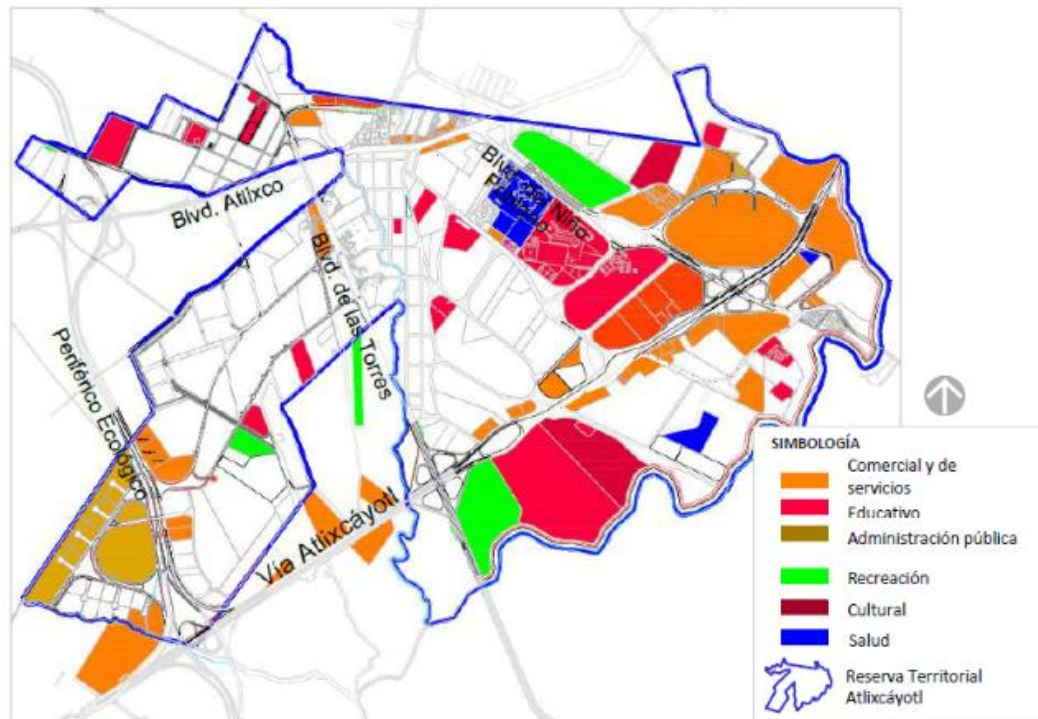 Blvd. Atlixco
Blvd. del Niño
Poblano
Blvd. de las Torres
Periférico Ecológico
Vía Atlixcáyotl
SIMBOLOGÍA
Comercial y de
servicios
Educativo
Administración pública
Recreación
Cultural
Salud
Reserva Territorial
Atlixcáyotl